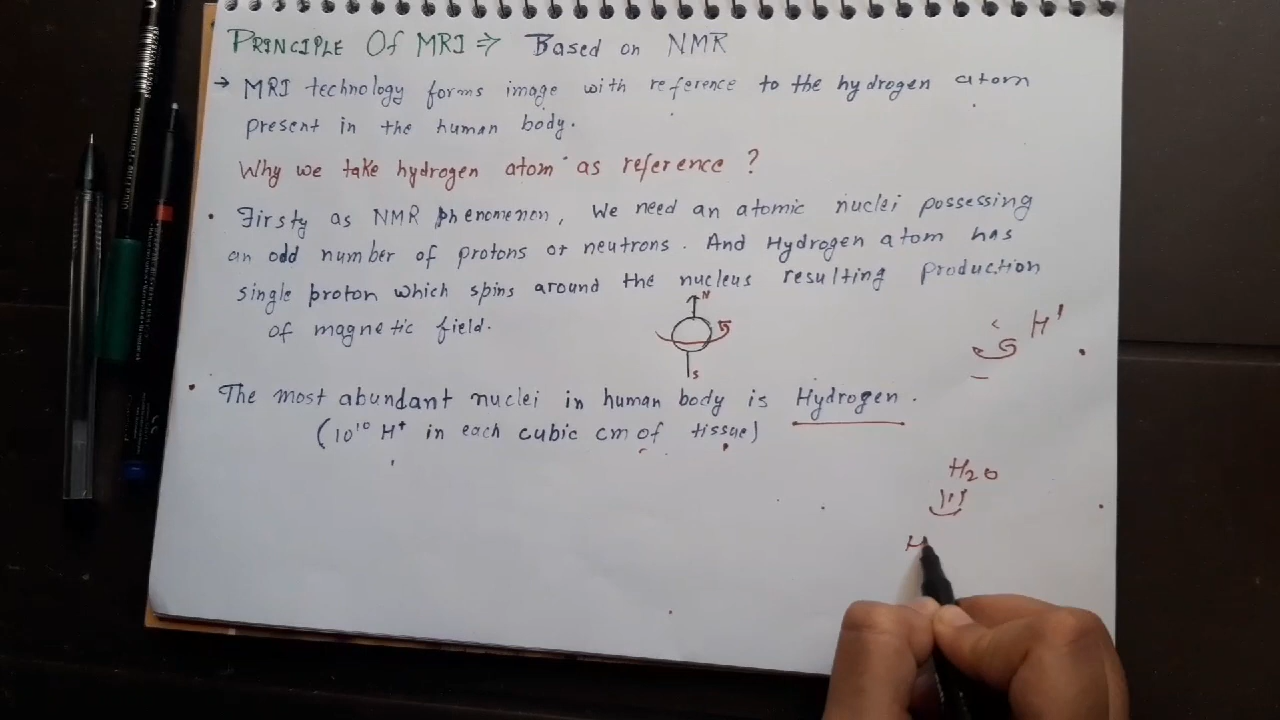 PRINCIPLE Of MRI ⇒ Based on NMR
→ MRI technology forms image with reference to the hydrogen atom
present in the human body.
Why we take hydrogen atom as reference ?
• Firsty as NMR phenomenon, We need an atomic nuclei possessing
an odd number of protons or neutrons. And Hydrogen atom has
single proton which spins around the nucleus resulting production
of magnetic field.
N
S
H'
• The most abundant nuclei in human body is Hydrogen.
(10¹⁰ H⁺ in each cubic cm of tissue)
H₂O
H